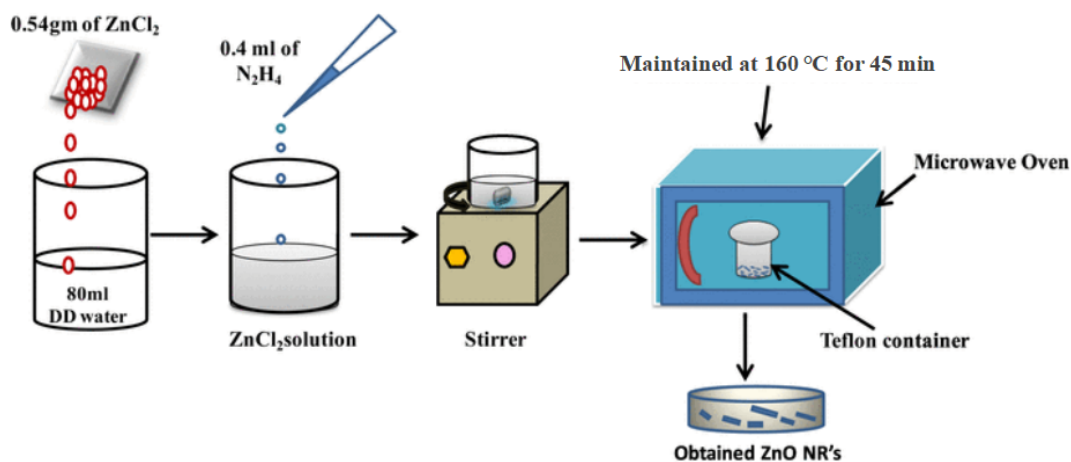 0.54gm of ZnCl₂
0.4 ml of
N₂H₄
Maintained at 160 °C for 45 min
Microwave Oven
80ml
DD water
ZnCl₂solution
Stirrer
Teflon container
Obtained ZnO NR's